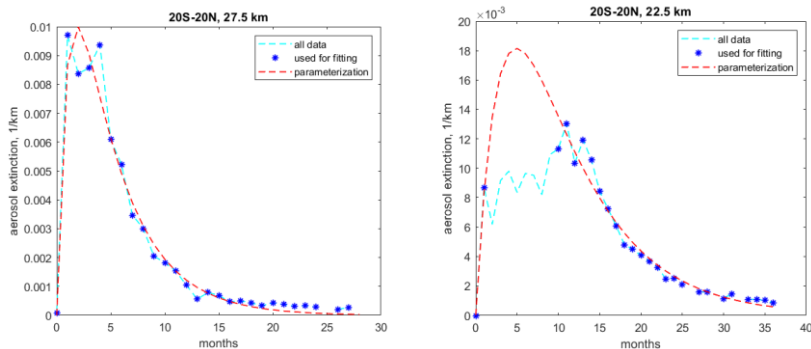 20S-20N, 27.5 km
0.01
0.009
0.008
0.007
0.006
0.005
0.004
0.003
0.002
0.001
0
aerosol extinction, 1/km
all data
used for fitting
parameterization
0 5 10 15 20 25 30
months
20S-20N, 22.5 km
×10⁻³
20
18
16
14
12
10
8
6
4
2
0
aerosol extinction, 1/km
all data
used for fitting
parameterization
0 5 10 15 20 25 30 35 40
months